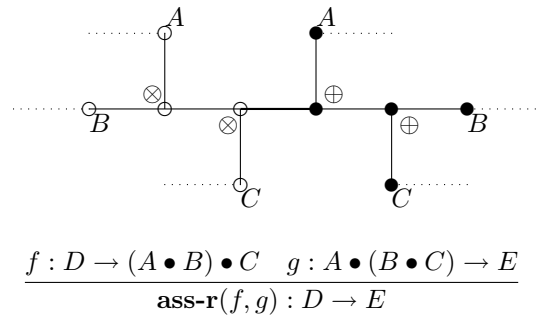 A A
⊗ ⊕
B ⊗ ⊕ B
C C
f : D → (A • B) • C g : A • (B • C) → E
ass-r(f, g) : D → E